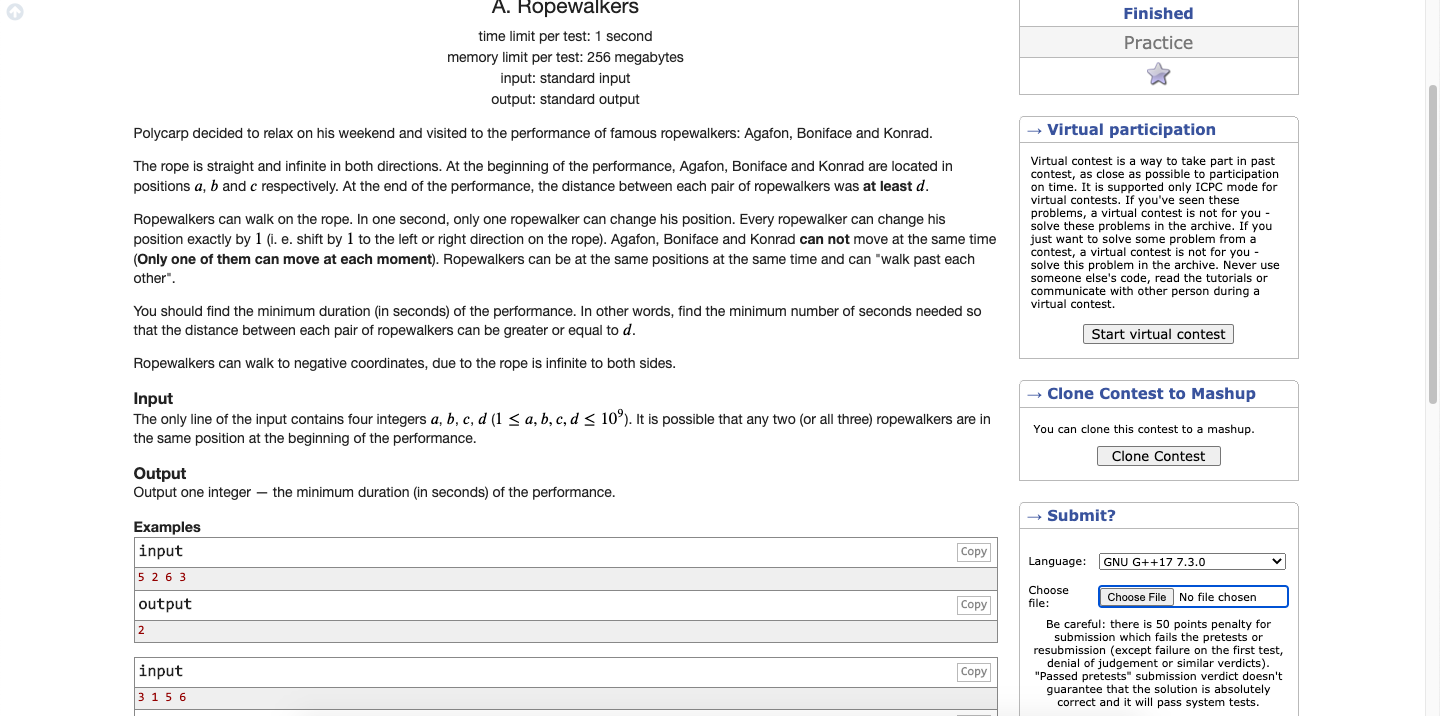 A. Ropewalkers
time limit per test: 1 second
memory limit per test: 256 megabytes
input: standard input
output: standard output
Polycarp decided to relax on his weekend and visited to the performance of famous ropewalkers: Agafon, Boniface and Konrad.
The rope is straight and infinite in both directions. At the beginning of the performance, Agafon, Boniface and Konrad are located in
positions a, b and c respectively. At the end of the performance, the distance between each pair of ropewalkers was at least d.
Ropewalkers can walk on the rope. In one second, only one ropewalker can change his position. Every ropewalker can change his
position exactly by 1 (i. e. shift by 1 to the left or right direction on the rope). Agafon, Boniface and Konrad can not move at the same time
(Only one of them can move at each moment). Ropewalkers can be at the same positions at the same time and can "walk past each
other".
You should find the minimum duration (in seconds) of the performance. In other words, find the minimum number of seconds needed so
that the distance between each pair of ropewalkers can be greater or equal to d.
Ropewalkers can walk to negative coordinates, due to the rope is infinite to both sides.
Input
The only line of the input contains four integers a, b, c, d (1 ≤ a, b, c, d ≤ 10⁹). It is possible that any two (or all three) ropewalkers are in
the same position at the beginning of the performance.
Output
Output one integer — the minimum duration (in seconds) of the performance.
Examples
input
Copy
5 2 6 3
output
Copy
2
input
Copy
3 1 5 6
Finished
Practice
→ Virtual participation
Virtual contest is a way to take part in past
contest, as close as possible to participation
on time. It is supported only ICPC mode for
virtual contests. If you've seen these
problems, a virtual contest is not for you -
solve these problems in the archive. If you
just want to solve some problem from a
contest, a virtual contest is not for you -
solve this problem in the archive. Never use
someone else's code, read the tutorials or
communicate with other person during a
virtual contest.
Start virtual contest
→ Clone Contest to Mashup
You can clone this contest to a mashup.
Clone Contest
→ Submit?
Language: GNU G++17 7.3.0
Choose
file: Choose File No file chosen
Be careful: there is 50 points penalty for
submission which fails the pretests or
resubmission (except failure on the first test,
denial of judgement or similar verdicts).
"Passed pretests" submission verdict doesn't
guarantee that the solution is absolutely
correct and it will pass system tests.